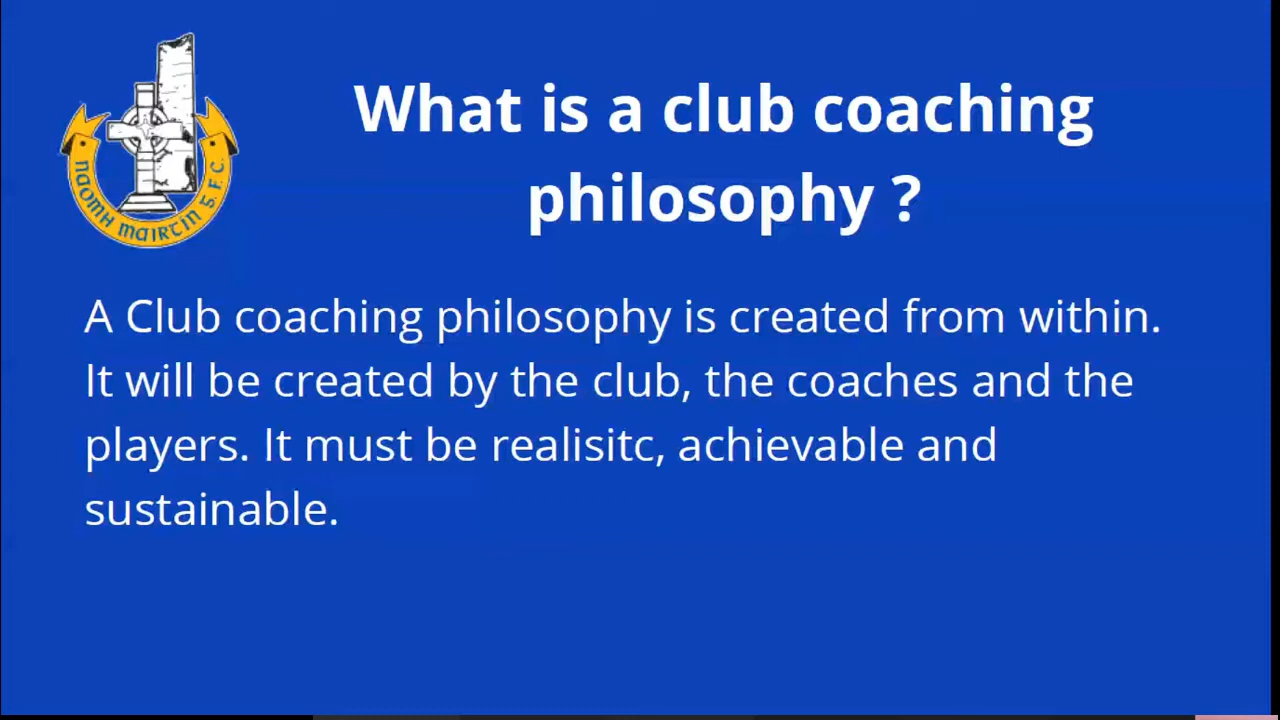 What is a club coaching
philosophy ?
NAOMH MAIRTIN S.F.C.
A Club coaching philosophy is created from within.
It will be created by the club, the coaches and the
players. It must be realisitc, achievable and
sustainable.